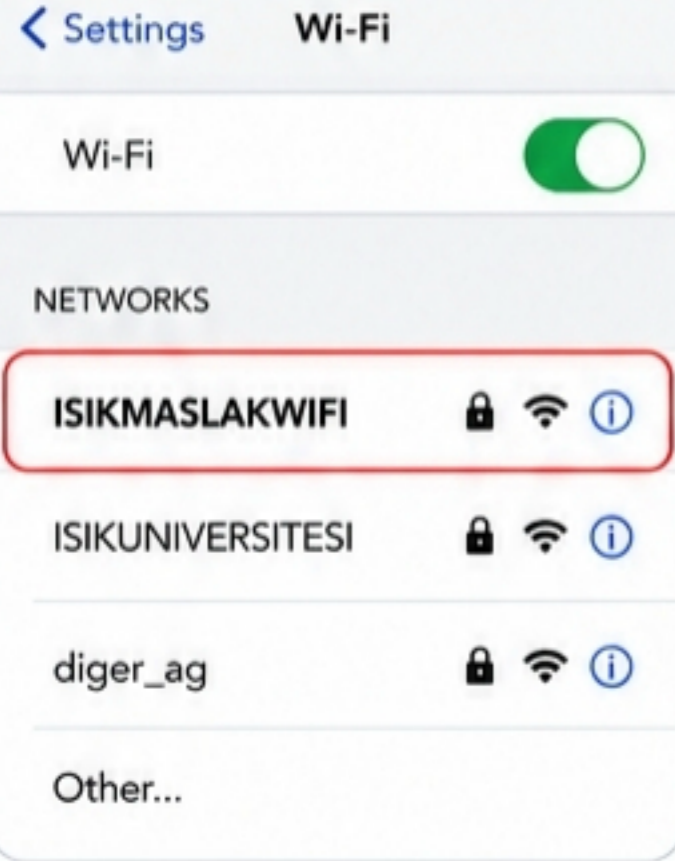 Settings Wi-Fi
Wi-Fi
NETWORKS
ISIKMASLAKWIFI
ISIKUNIVERSITESI
diger_ag
Other...